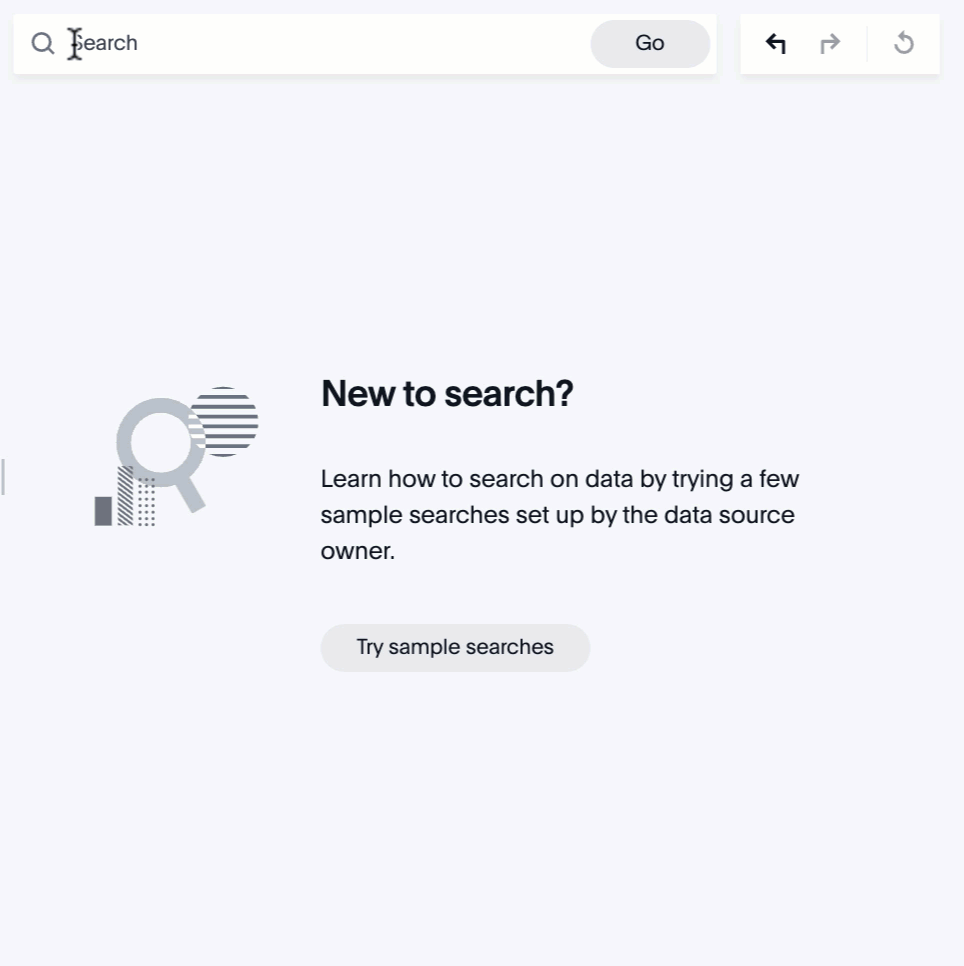 Search
Go
New to search?
Learn how to search on data by trying a few
sample searches set up by the data source
owner.
Try sample searches